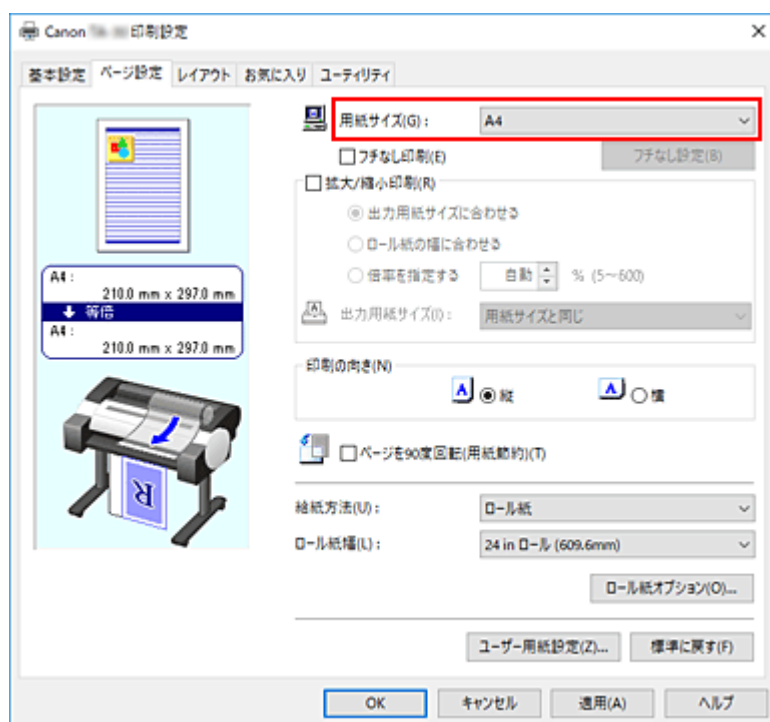 Canon 印刷設定
基本設定 ページ設定 レイアウト お気に入り ユーティリティ
用紙サイズ(G)： A4
フチなし印刷(E) フチなし設定(B)
拡大/縮小印刷(R)
出力用紙サイズに合わせる
ロール紙の幅に合わせる
倍率を指定する 自動 % (5～600)
出力用紙サイズ(I)： 用紙サイズと同じ
A4 :
210.0 mm x 297.0 mm
等倍
A4 :
210.0 mm x 297.0 mm
印刷の向き(N)
A 縦 A 横
ページを90度回転(用紙節約)(T)
R
給紙方法(U)： ロール紙
ロール紙幅(L)： 24 in ロール (609.6mm)
ロール紙オプション(O)...
ユーザー用紙設定(Z)... 標準に戻す(F)
OK キャンセル 適用(A) ヘルプ